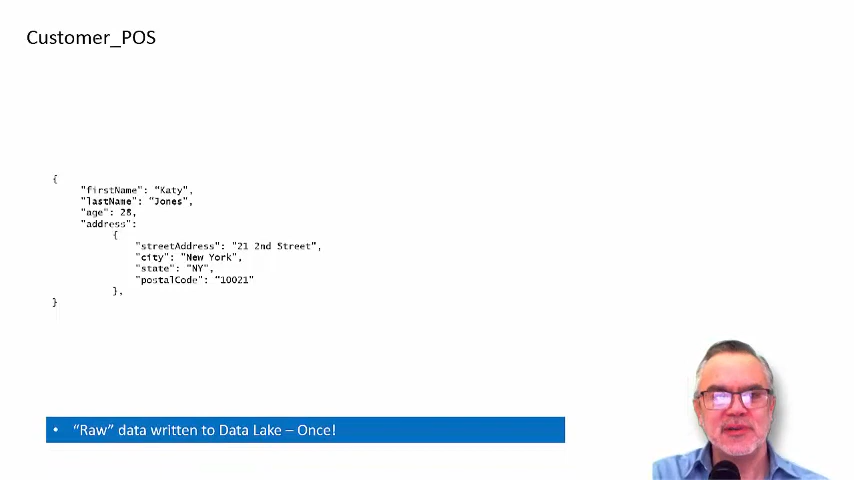 Customer_POS
{
"firstName": "Katy",
"lastName": "Jones",
"age": 28,
"address":
{
"streetAddress": "21 2nd Street",
"city": "New York",
"state": "NY",
"postalCode": "10021"
},
}
• "Raw" data written to Data Lake – Once!